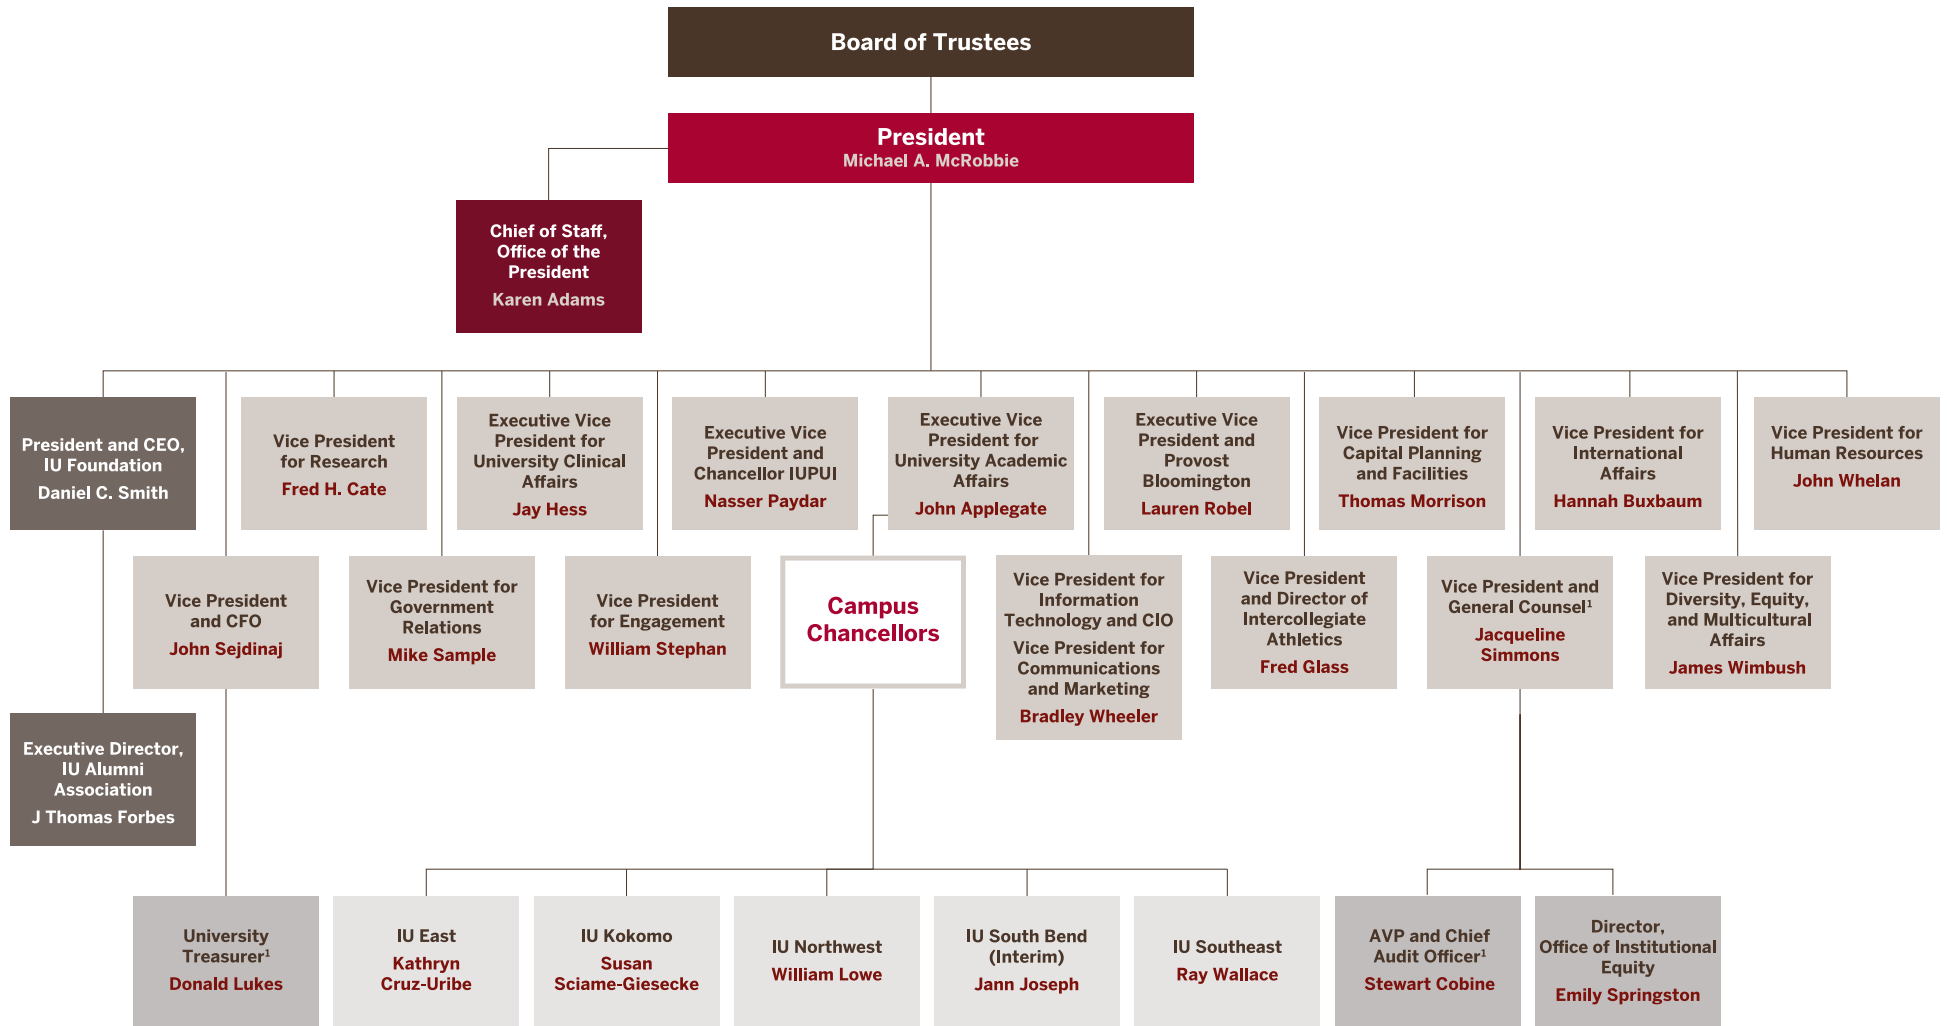 Board of Trustees
President
Michael A. McRobbie
Chief of Staff,
Office of the
President
Karen Adams
President and CEO,
IU Foundation
Daniel C. Smith
Vice President
for Research
Fred H. Cate
Executive Vice
President for
University Clinical
Affairs
Jay Hess
Executive Vice
President and
Chancellor IUPUI
Nasser Paydar
Executive Vice
President for
University Academic
Affairs
John Applegate
Executive Vice
President and
Provost
Bloomington
Lauren Robel
Vice President for
Capital Planning
and Facilities
Thomas Morrison
Vice President for
International
Affairs
Hannah Buxbaum
Vice President for
Human Resources
John Whelan
Vice President
and CFO
John Sejdinaj
Vice President for
Government
Relations
Mike Sample
Vice President
for Engagement
William Stephan
Campus
Chancellors
Vice President for
Information
Technology and CIO
Vice President for
Communications
and Marketing
Bradley Wheeler
Vice President
and Director of
Intercollegiate
Athletics
Fred Glass
Vice President and
General Counsel¹
Jacqueline
Simmons
Vice President for
Diversity, Equity,
and Multicultural
Affairs
James Wimbush
Executive Director,
IU Alumni
Association
J Thomas Forbes
University
Treasurer¹
Donald Lukes
IU East
Kathryn
Cruz-Uribe
IU Kokomo
Susan
Sciame-Giesecke
IU Northwest
William Lowe
IU South Bend
(Interim)
Jann Joseph
IU Southeast
Ray Wallace
AVP and Chief
Audit Officer¹
Stewart Cobine
Director,
Office of Institutional
Equity
Emily Springston